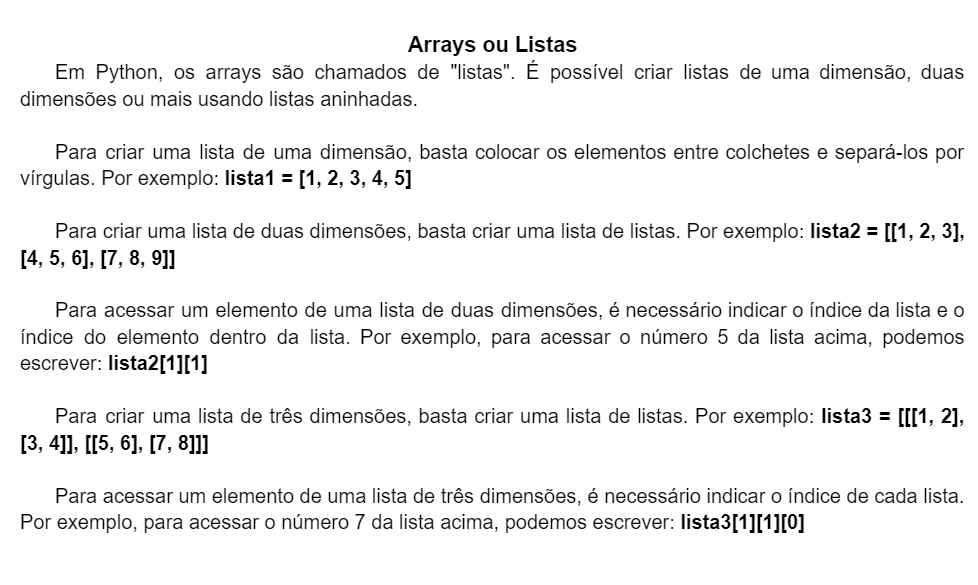 Arrays ou Listas
Em Python, os arrays são chamados de "listas". É possível criar listas de uma dimensão, duas
dimensões ou mais usando listas aninhadas.
Para criar uma lista de uma dimensão, basta colocar os elementos entre colchetes e separá-los por
vírgulas. Por exemplo: lista1 = [1, 2, 3, 4, 5]
Para criar uma lista de duas dimensões, basta criar uma lista de listas. Por exemplo: lista2 = [[1, 2, 3],
[4, 5, 6], [7, 8, 9]]
Para acessar um elemento de uma lista de duas dimensões, é necessário indicar o índice da lista e o
índice do elemento dentro da lista. Por exemplo, para acessar o número 5 da lista acima, podemos
escrever: lista2[1][1]
Para criar uma lista de três dimensões, basta criar uma lista de listas. Por exemplo: lista3 = [[[1, 2],
[3, 4]], [[5, 6], [7, 8]]]
Para acessar um elemento de uma lista de três dimensões, é necessário indicar o índice de cada lista.
Por exemplo, para acessar o número 7 da lista acima, podemos escrever: lista3[1][1][0]